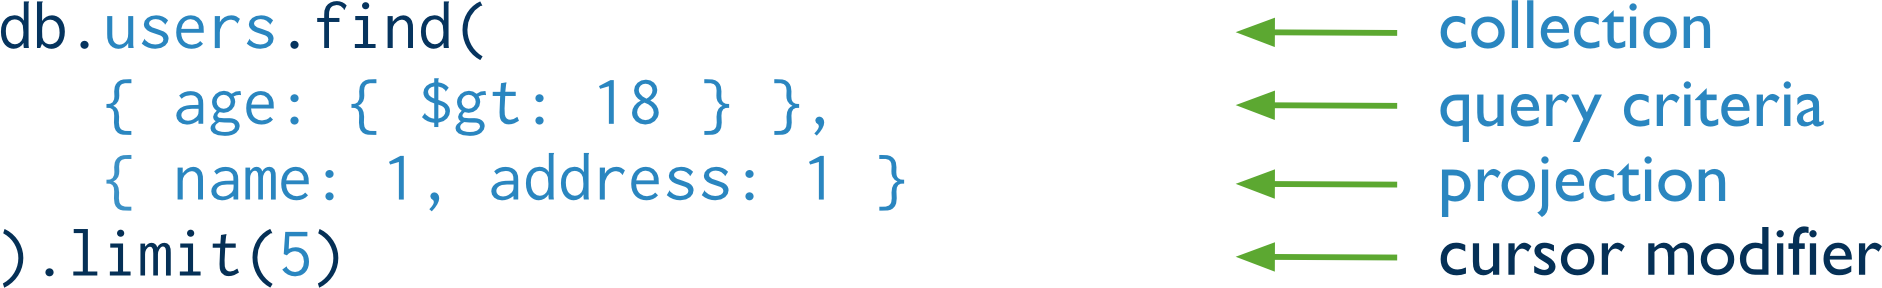 db.users.find( collection
{ age: { $gt: 18 } }, query criteria
{ name: 1, address: 1 } projection
).limit(5) cursor modifier